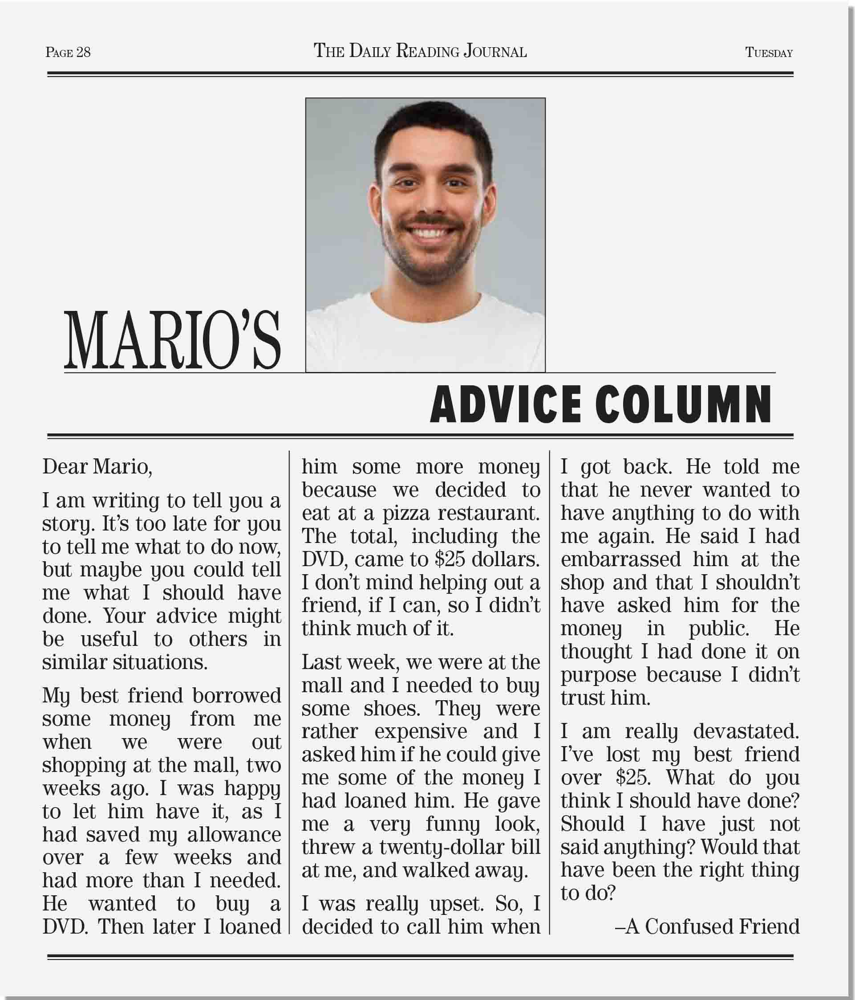 Page 28
The Daily Reading Journal
Tuesday
MARIO’S
ADVICE COLUMN
Dear Mario,
I am writing to tell you a
story. It’s too late for you
to tell me what to do now,
but maybe you could tell
me what I should have
done. Your advice might
be useful to others in
similar situations.
My best friend borrowed
some money from me
when we were out
shopping at the mall, two
weeks ago. I was happy
to let him have it, as I
had saved my allowance
over a few weeks and
had more than I needed.
He wanted to buy a
DVD. Then later I loaned
him some more money
because we decided to
eat at a pizza restaurant.
The total, including the
DVD, came to $25 dollars.
I don’t mind helping out a
friend, if I can, so I didn’t
think much of it.
Last week, we were at the
mall and I needed to buy
some shoes. They were
rather expensive and I
asked him if he could give
me some of the money I
had loaned him. He gave
me a very funny look,
threw a twenty-dollar bill
at me, and walked away.
I was really upset. So, I
decided to call him when
I got back. He told me
that he never wanted to
have anything to do with
me again. He said I had
embarrassed him at the
shop and that I shouldn’t
have asked him for the
money in public. He
thought I had done it on
purpose because I didn’t
trust him.
I am really devastated.
I’ve lost my best friend
over $25. What do you
think I should have done?
Should I have just not
said anything? Would that
have been the right thing
to do?
–A Confused Friend